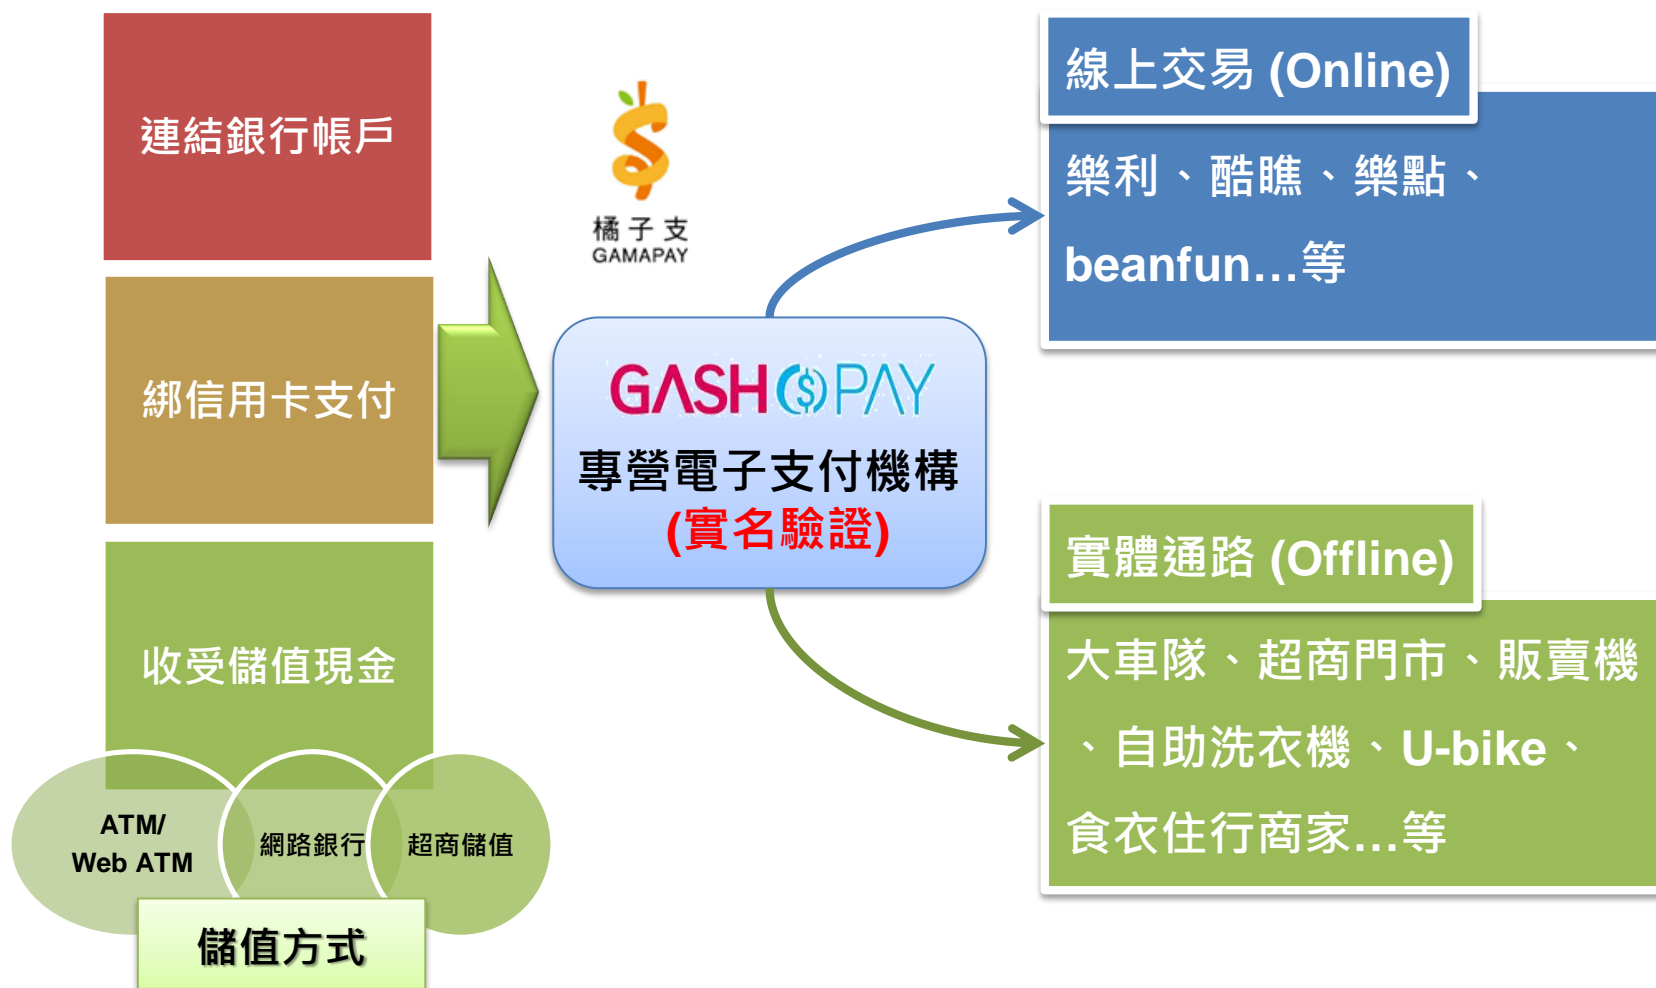 連結銀行帳戶
綁信用卡支付
收受儲值現金
ATM/
Web ATM
網路銀行
超商儲值
儲值方式
橘子支
GAMAPAY
GASH PAY
專營電子支付機構
(實名驗證)
線上交易 (Online)
樂利、酷瞧、樂點、
beanfun…等
實體通路 (Offline)
大車隊、超商門市、販賣機
、自助洗衣機、U-bike、
食衣住行商家…等